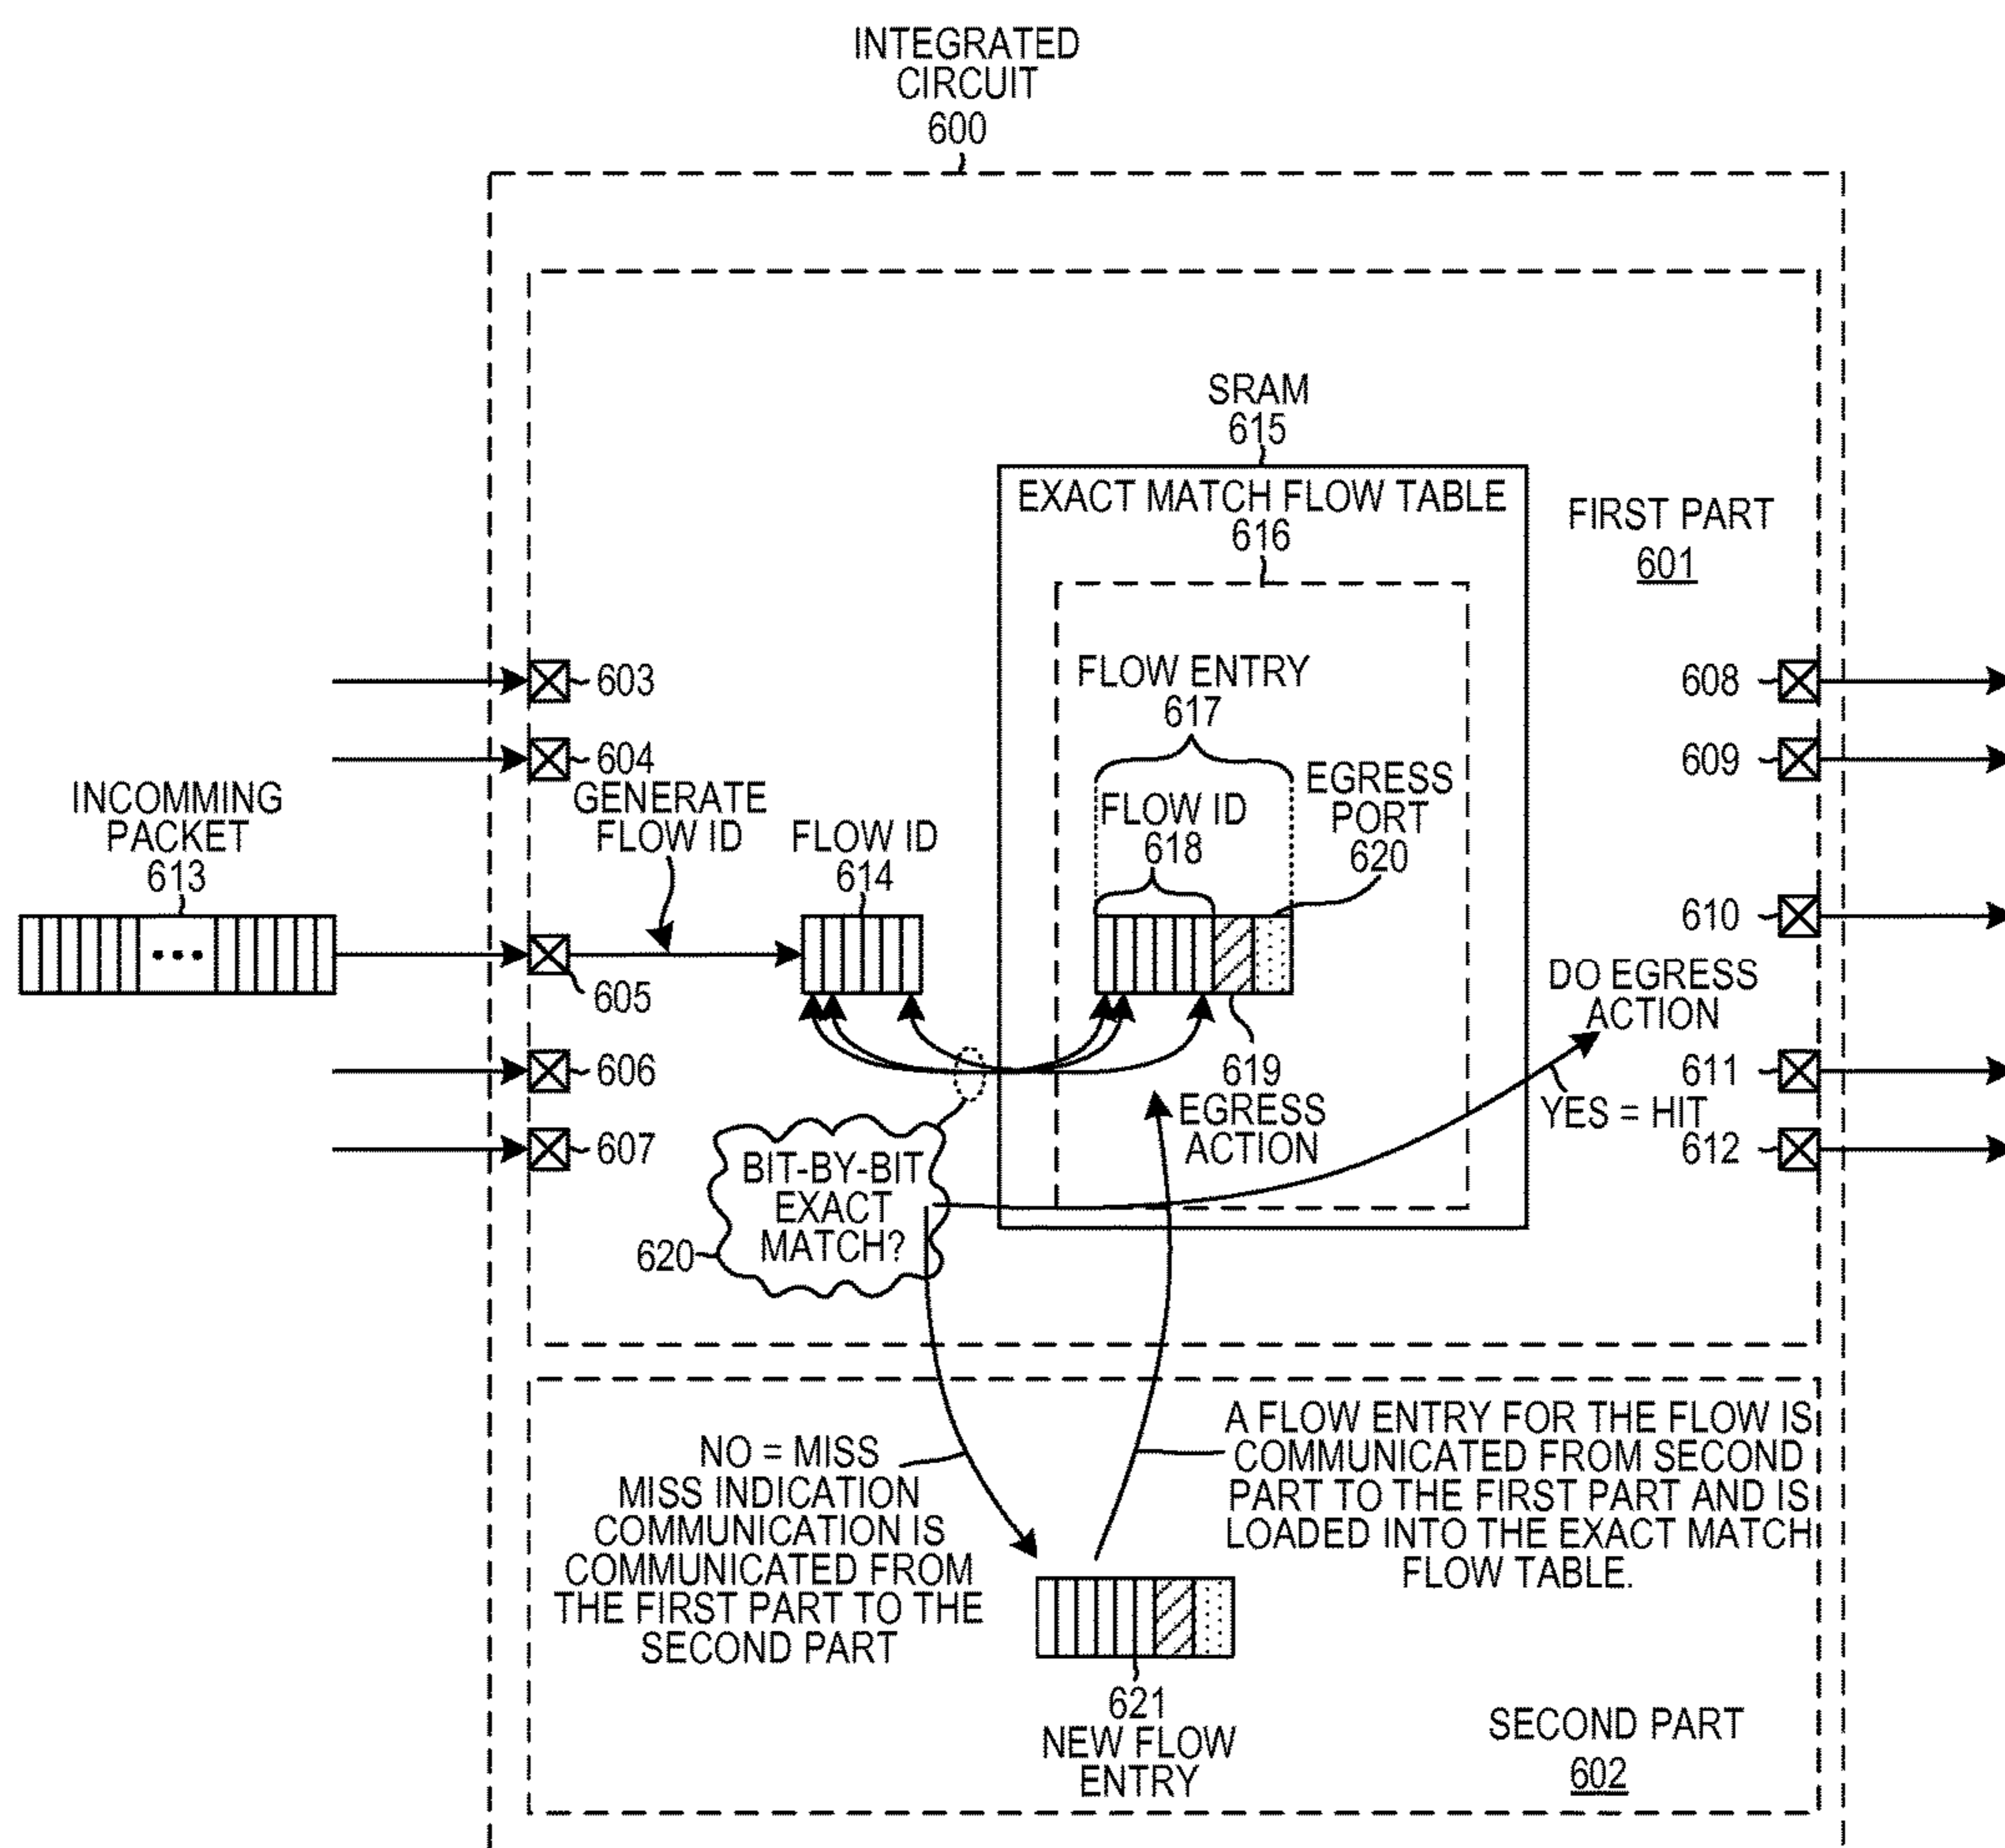 INTEGRATED
CIRCUIT
600
SRAM
615
EXACT MATCH FLOW TABLE
616
FIRST PART
601
FLOW ENTRY
617
603
604
608
609
INCOMMING
PACKET
613
GENERATE
FLOW ID
FLOW ID
614
FLOW ID
618
EGRESS
PORT
620
605
610
DO EGRESS
ACTION
606
607
619
EGRESS
ACTION
YES = HIT
611
612
BIT-BY-BIT
EXACT
MATCH?
620
NO = MISS
MISS INDICATION
COMMUNICATION IS
COMMUNICATED FROM
THE FIRST PART TO THE
SECOND PART
A FLOW ENTRY FOR THE FLOW IS
COMMUNICATED FROM SECOND
PART TO THE FIRST PART AND IS
LOADED INTO THE EXACT MATCH
FLOW TABLE.
621
NEW FLOW
ENTRY
SECOND PART
602